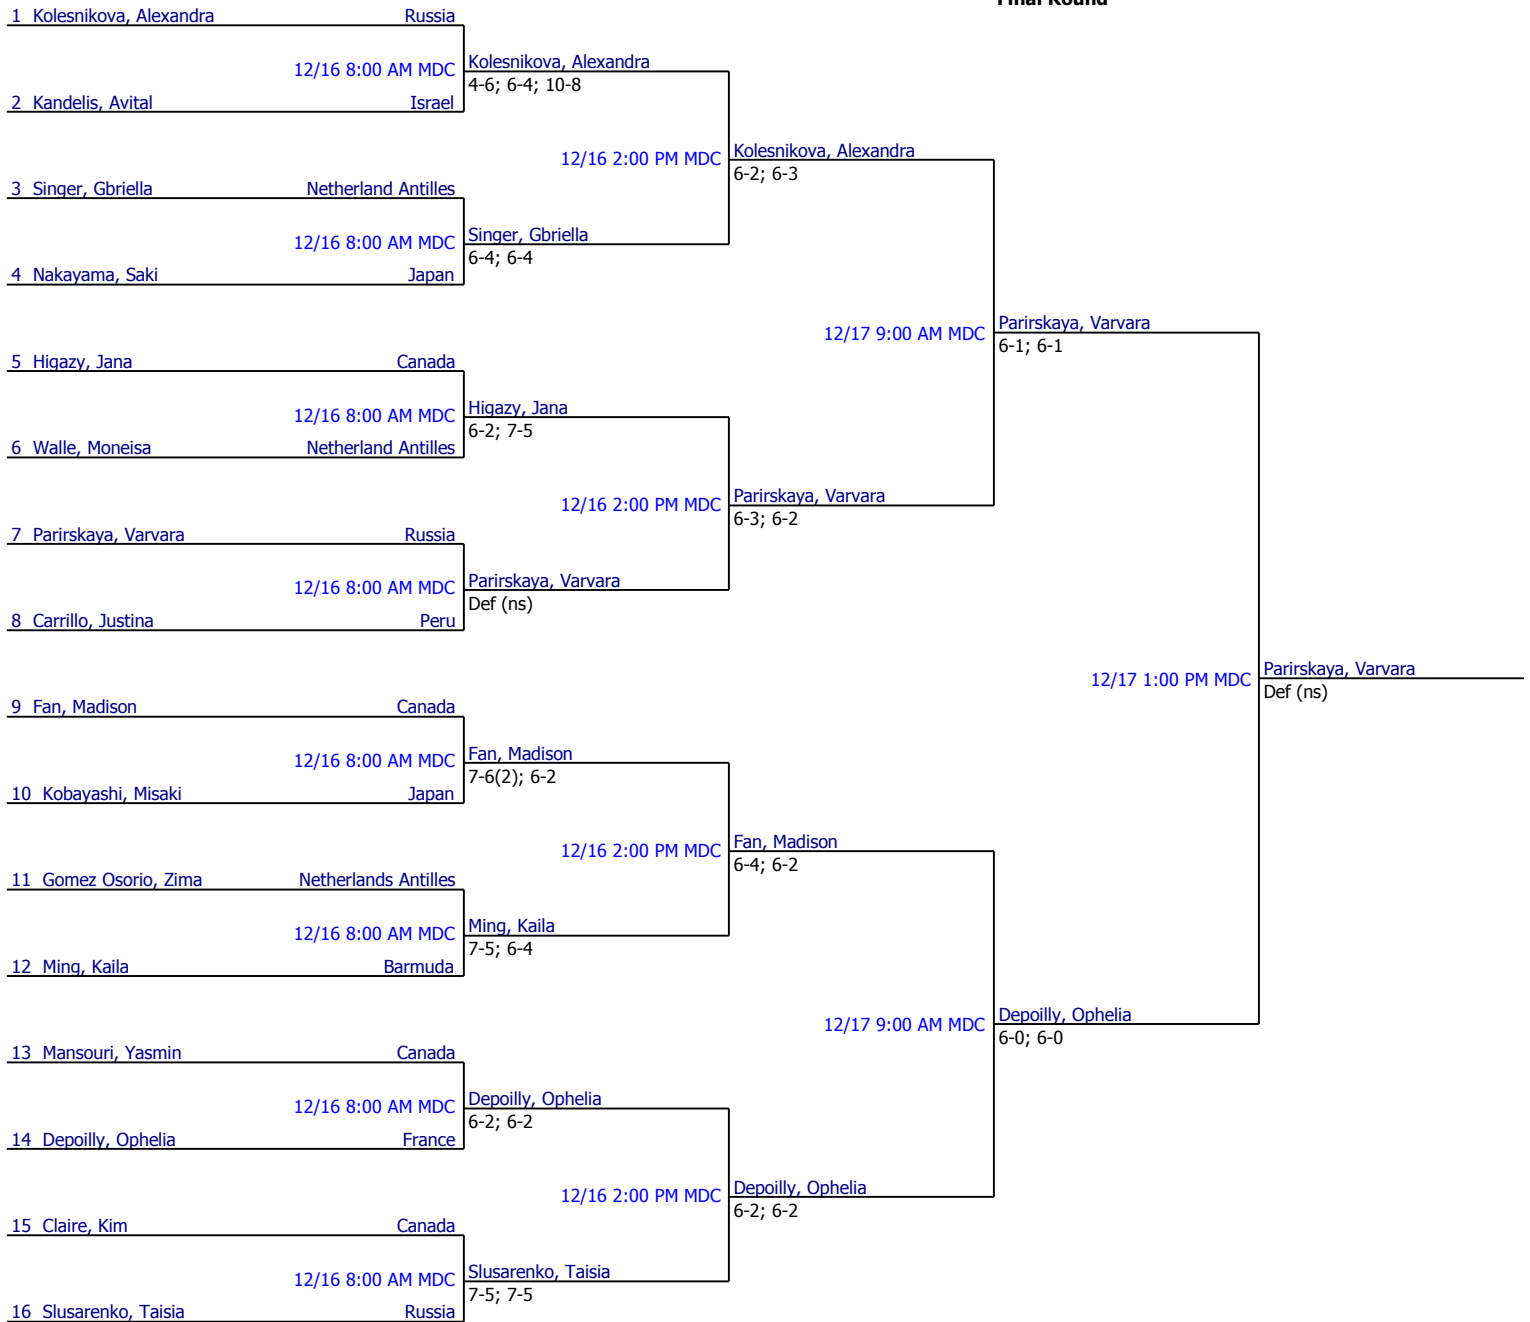 Final Round
1 Kolesnikova, Alexandra Russia
12/16 8:00 AM MDC
2 Kandelis, Avital Israel
3 Singer, Gbriella Netherland Antilles
12/16 8:00 AM MDC
4 Nakayama, Saki Japan
5 Higazy, Jana Canada
12/16 8:00 AM MDC
6 Walle, Moneisa Netherland Antilles
7 Parirskaya, Varvara Russia
12/16 8:00 AM MDC
8 Carrillo, Justina Peru
9 Fan, Madison Canada
12/16 8:00 AM MDC
10 Kobayashi, Misaki Japan
11 Gomez Osorio, Zima Netherlands Antilles
12/16 8:00 AM MDC
12 Ming, Kaila Barmuda
13 Mansouri, Yasmin Canada
12/16 8:00 AM MDC
14 Depoilly, Ophelia France
15 Claire, Kim Canada
12/16 8:00 AM MDC
16 Slusarenko, Taisia Russia
Kolesnikova, Alexandra
4-6; 6-4; 10-8
12/16 2:00 PM MDC
Singer, Gbriella
6-4; 6-4
Higazy, Jana
6-2; 7-5
12/16 2:00 PM MDC
Parirskaya, Varvara
Def (ns)
Fan, Madison
7-6(2); 6-2
12/16 2:00 PM MDC
Ming, Kaila
7-5; 6-4
Depoilly, Ophelia
6-2; 6-2
12/16 2:00 PM MDC
Slusarenko, Taisia
7-5; 7-5
Kolesnikova, Alexandra
6-2; 6-3
12/17 9:00 AM MDC
Parirskaya, Varvara
6-3; 6-2
Fan, Madison
6-4; 6-2
12/17 9:00 AM MDC
Depoilly, Ophelia
6-2; 6-2
Parirskaya, Varvara
6-1; 6-1
12/17 1:00 PM MDC
Depoilly, Ophelia
6-0; 6-0
Parirskaya, Varvara
Def (ns)